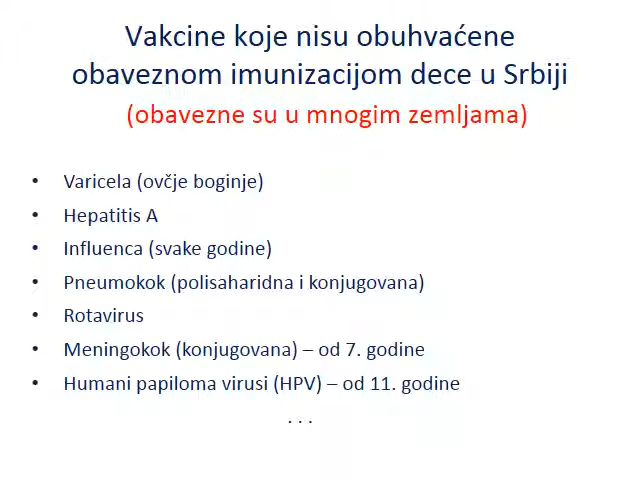 Vakcine koje nisu obuhvaćene
obaveznom imunizacijom dece u Srbiji
(obavezne su u mnogim zemljama)
• Varicela (ovčje boginje)
• Hepatitis A
• Influenca (svake godine)
• Pneumokok (polisaharidna i konjugovana)
• Rotavirus
• Meningokok (konjugovana) – od 7. godine
• Humani papiloma virusi (HPV) – od 11. godine
. . .